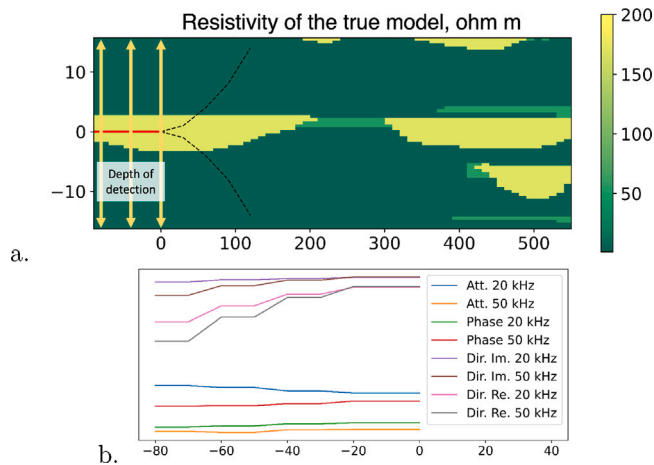 Resistivity of the true model, ohm m
200
150
100
50
10
0
−10
Depth of
detection
0
100
200
300
400
500
a.
Att. 20 kHz
Att. 50 kHz
Phase 20 kHz
Phase 50 kHz
Dir. Im. 20 kHz
Dir. Im. 50 kHz
Dir. Re. 20 kHz
Dir. Re. 50 kHz
b.
−80
−60
−40
−20
0
20
40